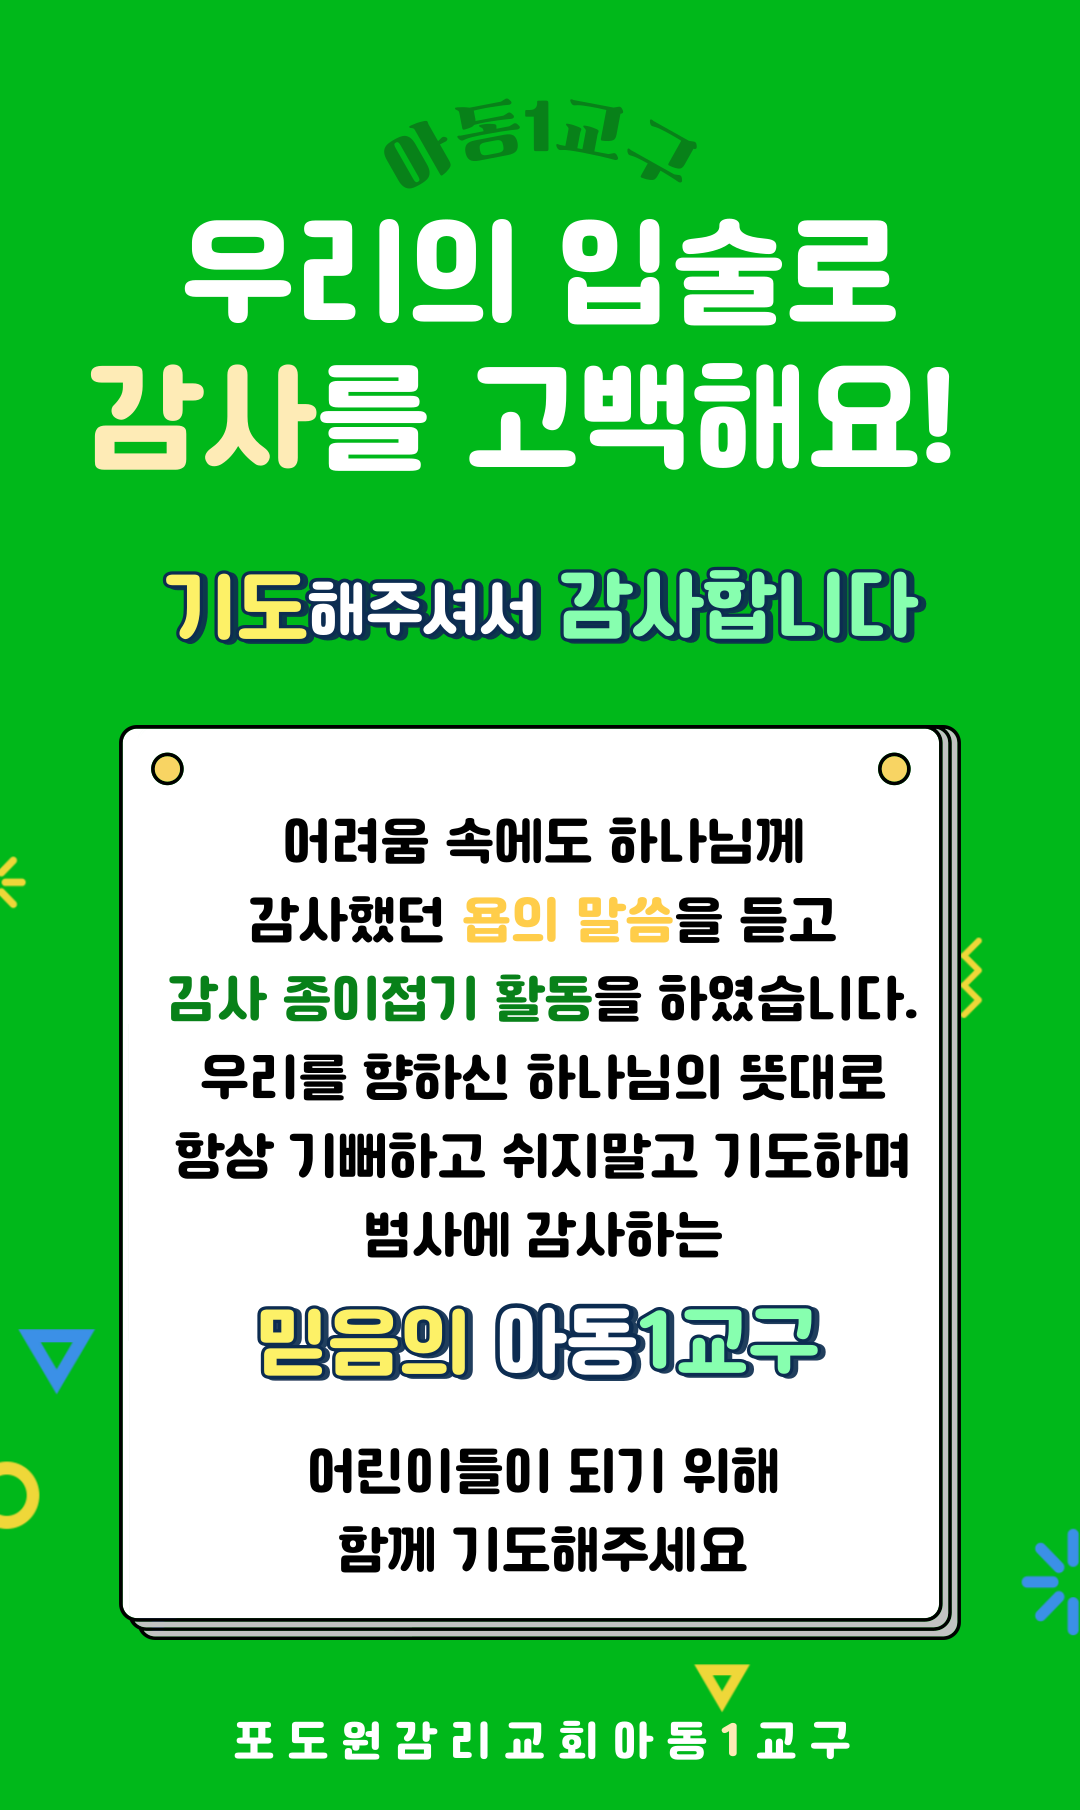 아동1교구
우리의 입술로
감사를 고백해요!
기도해주셔서 감사합니다
어려움 속에도 하나님께
감사했던 욥의 말씀을 듣고
감사 종이접기 활동을 하였습니다.
우리를 향하신 하나님의 뜻대로
항상 기뻐하고 쉬지말고 기도하며
범사에 감사하는
믿음의 아동1교구
어린이들이 되기 위해
함께 기도해주세요
포도원감리교회아동1교구